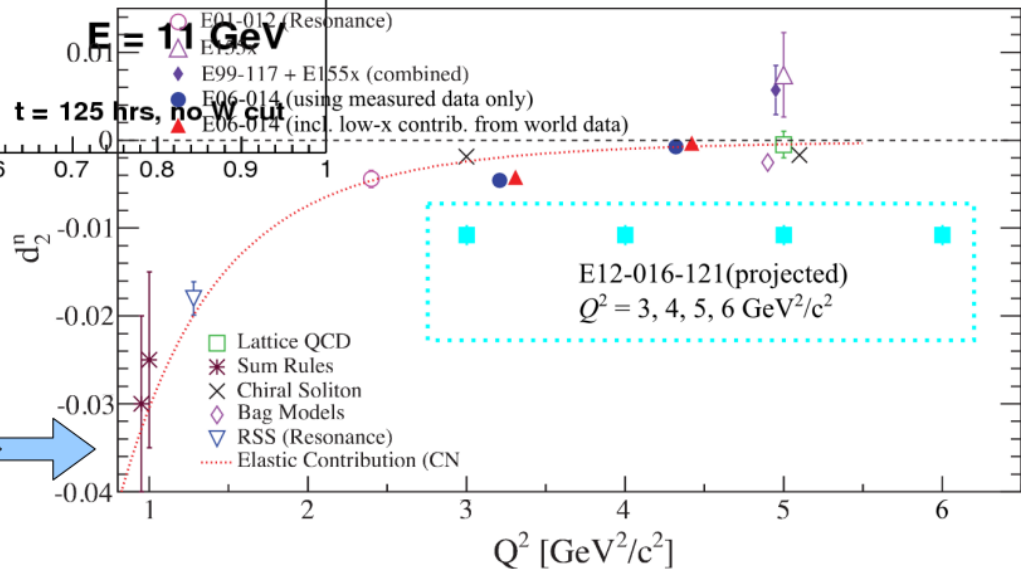 E01-012 (Resonance)
E = 11 GeV
E155x
E99-117 + E155x (combined)
E06-014 (using measured data only)
t = 125 hrs, no W cut
E06-014 (incl. low-x contrib. from world data)
0.01
0
-0.01
-0.02
-0.03
-0.04
0.7
0.8
0.9
1
d₂ⁿ
E12-016-121(projected)
Q² = 3, 4, 5, 6 GeV²/c²
Lattice QCD
Sum Rules
Chiral Soliton
Bag Models
RSS (Resonance)
Elastic Contribution (CN
1
2
3
4
5
6
Q² [GeV²/c²]